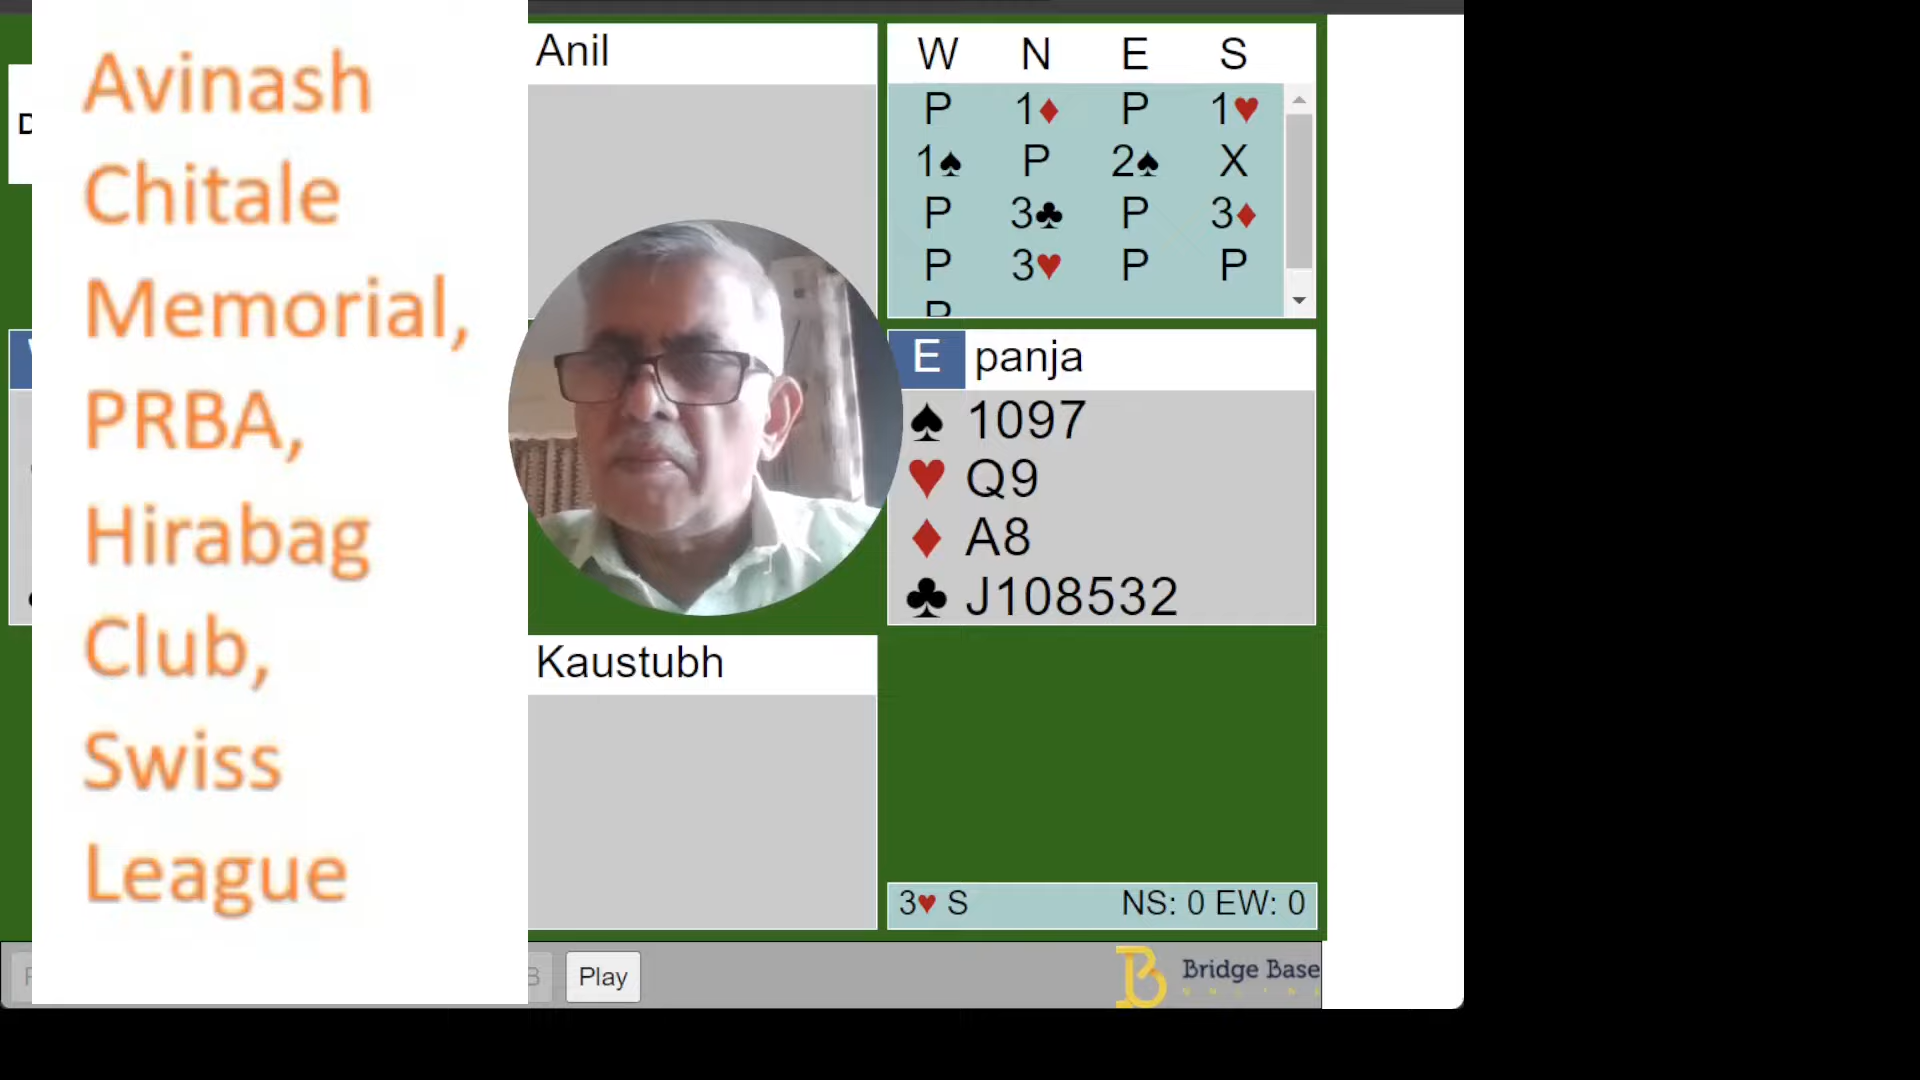 Avinash
Chitale
Memorial,
PRBA,
Hirabag
Club,
Swiss
League
Anil
W N E S
P 1♦ P 1♥
1♠ P 2♠ X
P 3♣ P 3♦
P 3♥ P P
P
E panja
♠ 1097
♥ Q9
♦ A8
♣ J108532
Kaustubh
3♥ S NS: 0 EW: 0
Play
Bridge Base